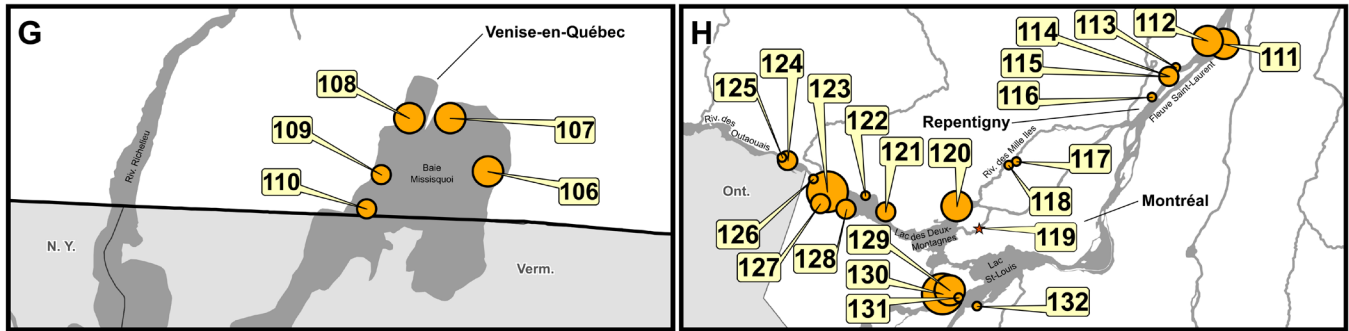 G
Venise-en-Québec
108
107
109
106
110
Riv. Richelieu
Baie
Missisquoi
N. Y.
Verm.
H
112
113
114
115
111
116
Fleuve Saint-Laurent
Repentigny
125
124
123
122
121
120
Riv. des
Outaouais
Riv. des Mille Iles
117
118
Ont.
Montréal
119
126
127
128
Lac des Deux-
Montagnes
129
130
131
Lac
St-Louis
132